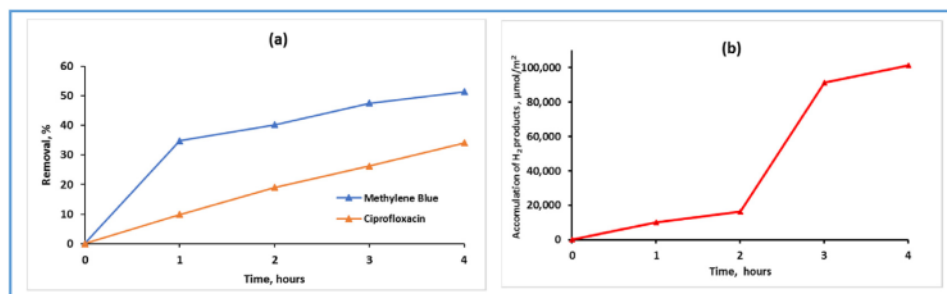 (a)
60
50
40
30
20
10
0
Removal, %
Methylene Blue
Ciprofloxacin
0 1 2 3 4
Time, hours
(b)
100,000
80,000
60,000
40,000
20,000
0
Accomulation of H₂ products , µmol/m²
0 1 2 3 4
Time, hours